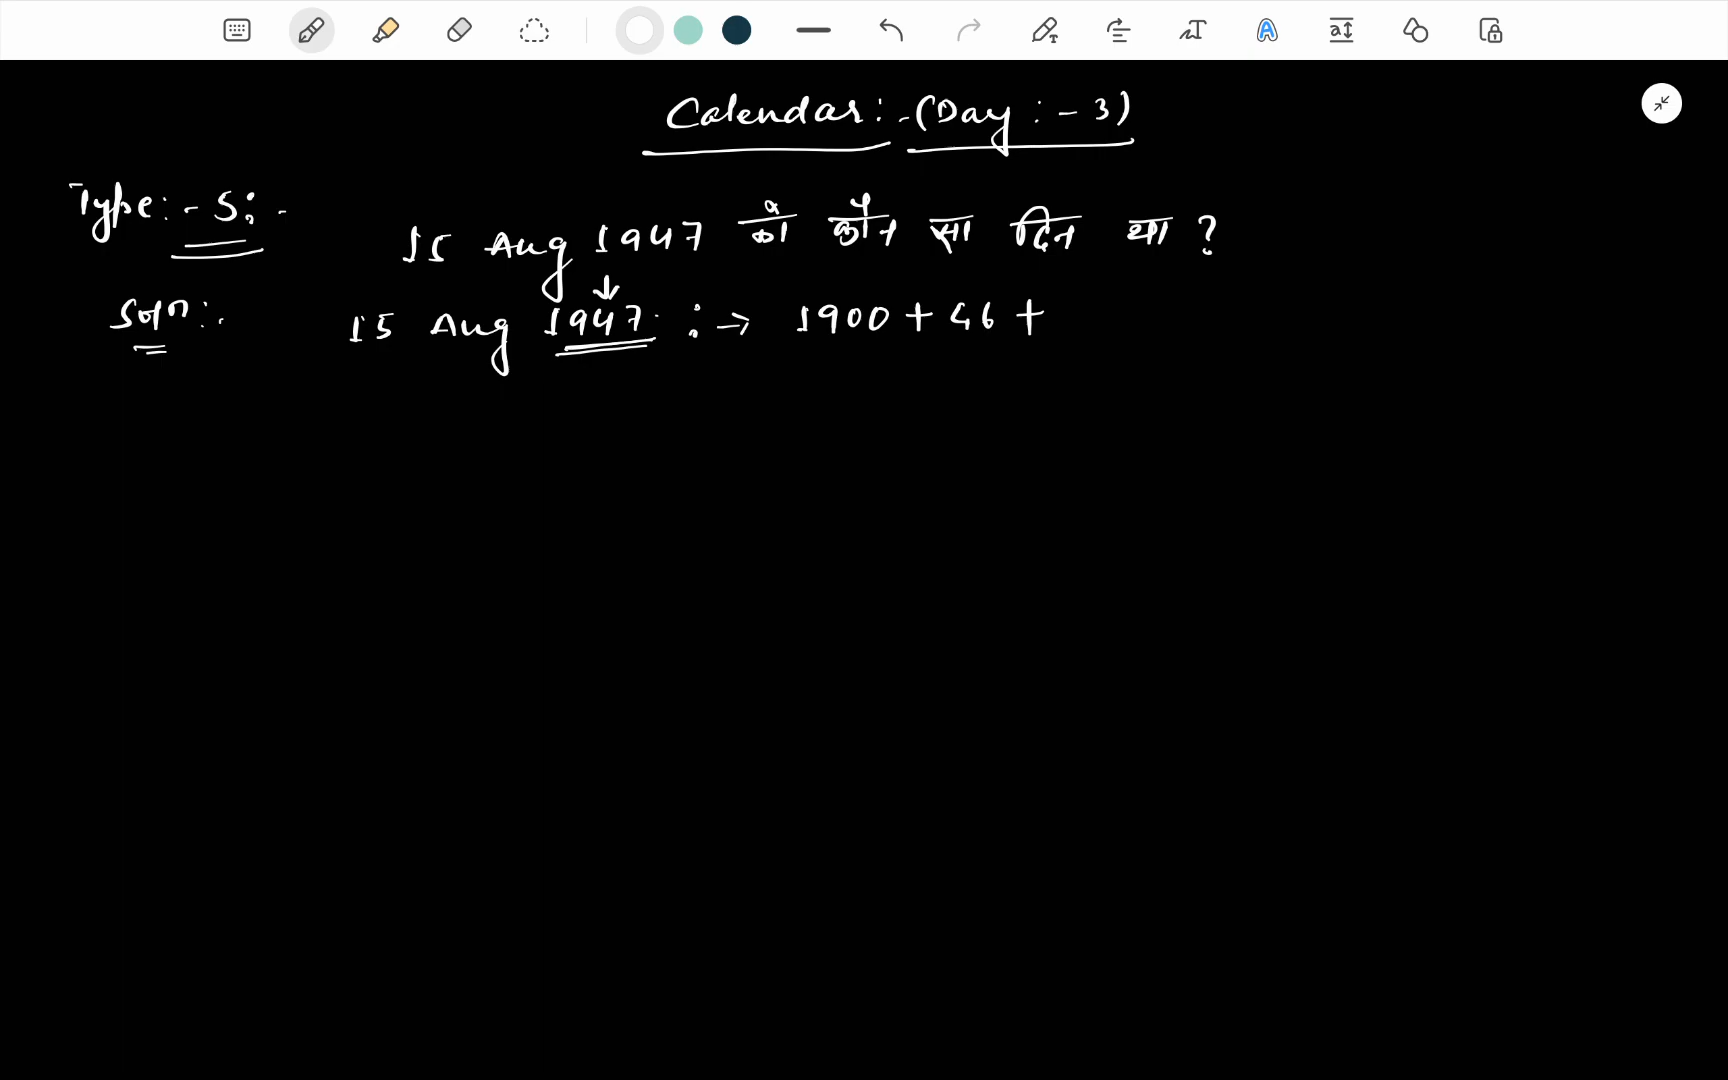 Calendar:-(Day:-3)
Type:-5:-
15 Aug 1947 को कौन सा दिन था ?
Soln:-
15 Aug 1947 :→ 1900 + 46 +